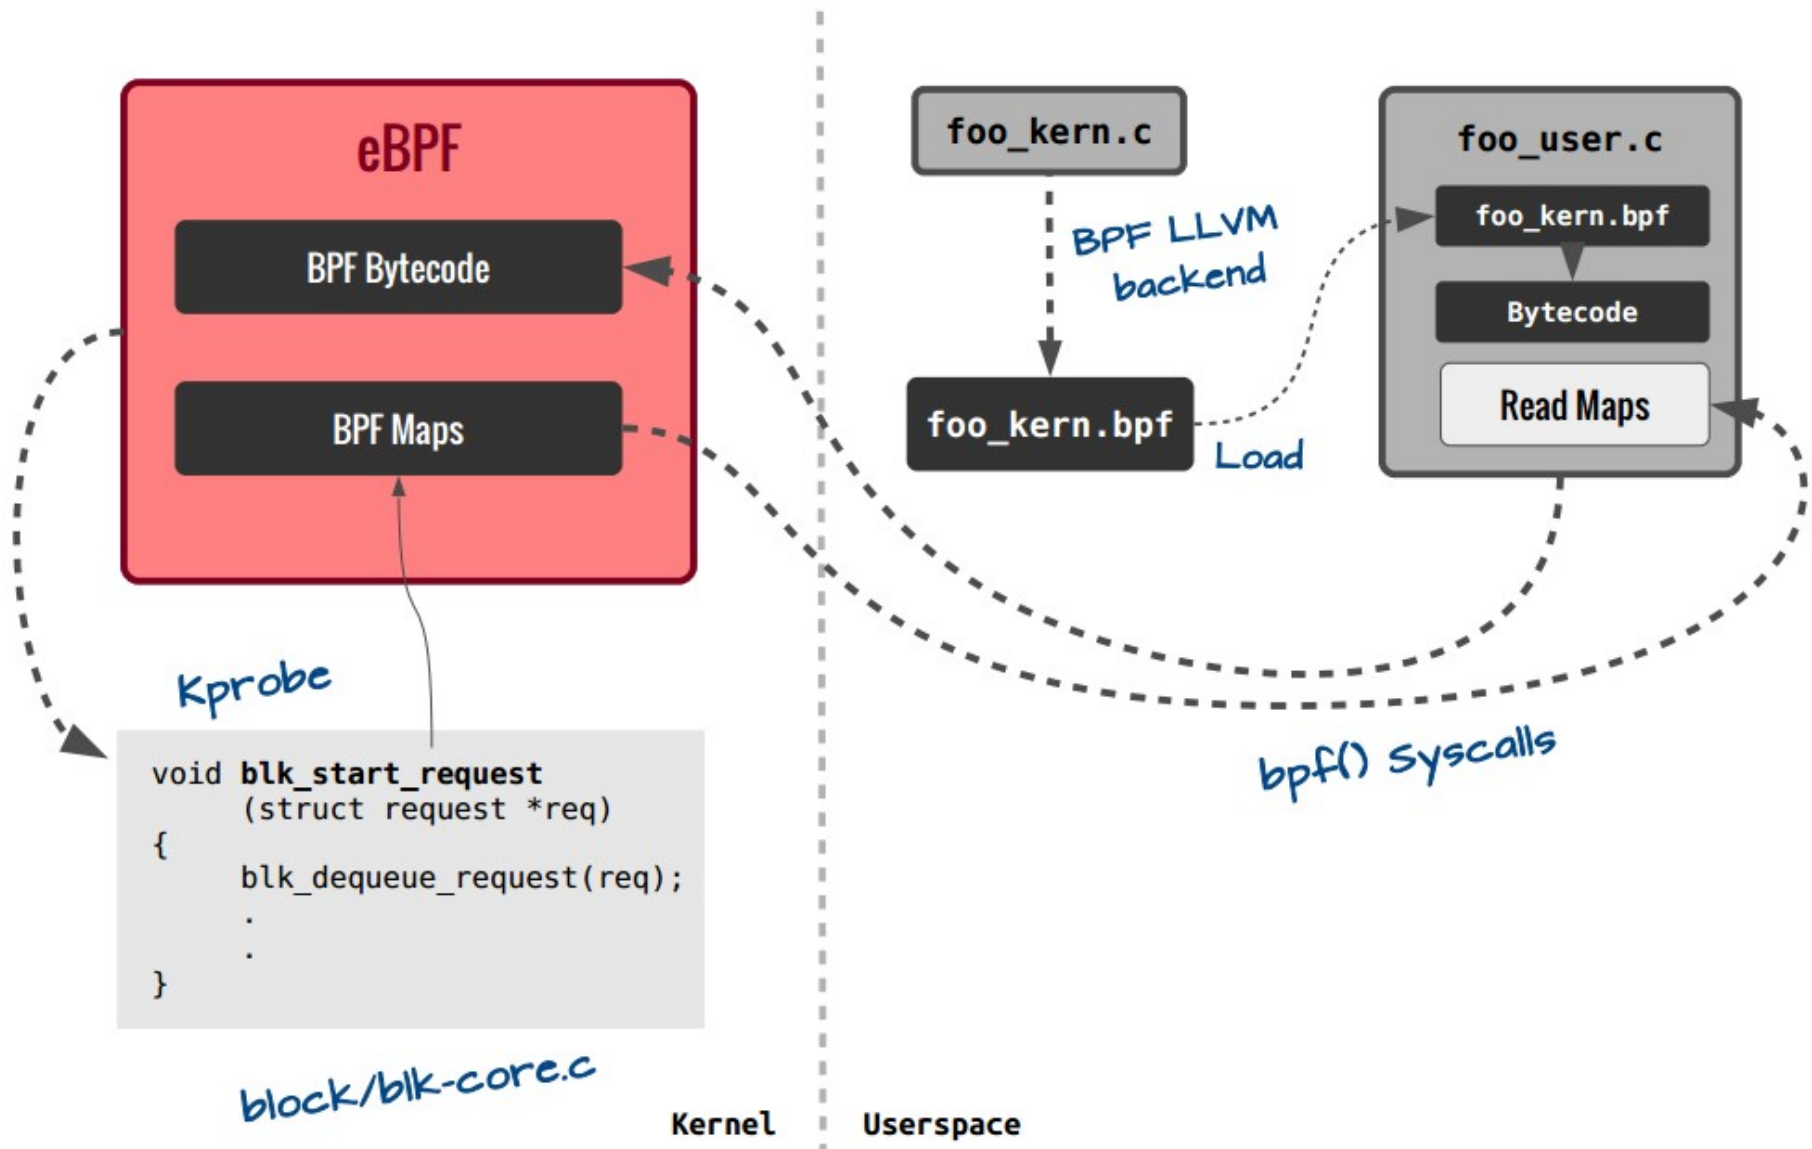 eBPF
BPF Bytecode
BPF Maps
Kprobe
void blk_start_request
(struct request *req)
{
blk_dequeue_request(req);
.
.
}
block/blk-core.c
Kernel
foo_kern.c
BPF LLVM
backend
foo_kern.bpf
Load
foo_user.c
foo_kern.bpf
Bytecode
Read Maps
bpf() Syscalls
Userspace